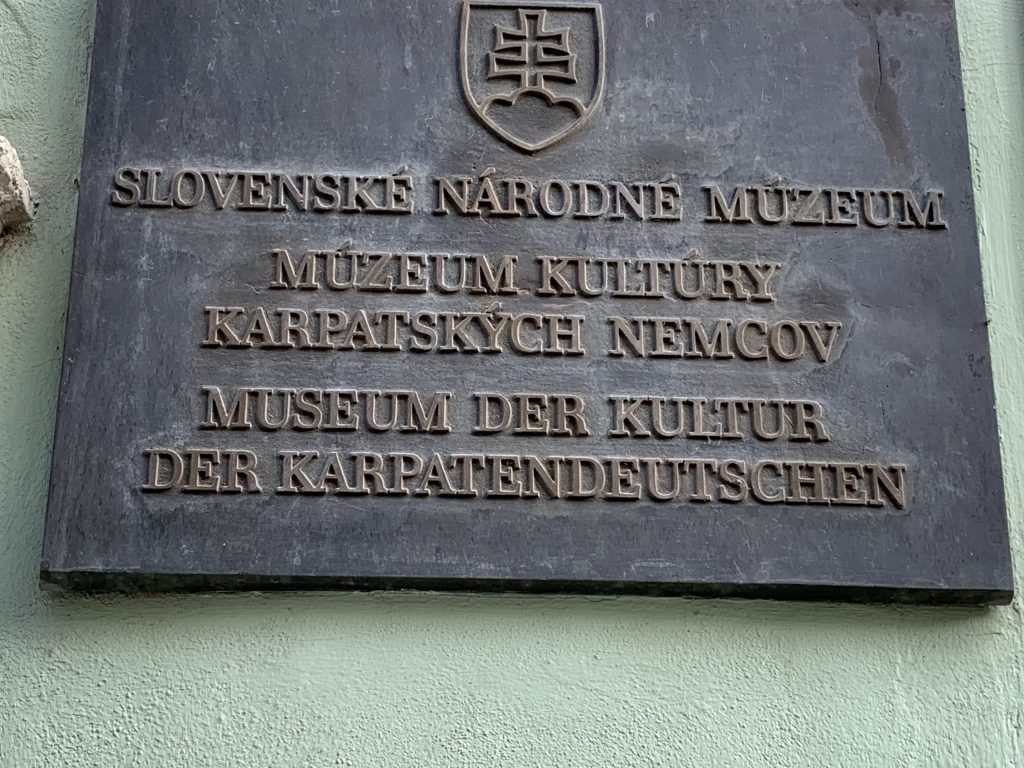 SLOVENSKÉ NÁRODNÉ MÚZEUM
MÚZEUM KULTÚRY
KARPATSKÝCH NEMCOV
MUSEUM DER KULTUR
DER KARPATENDEUTSCHEN